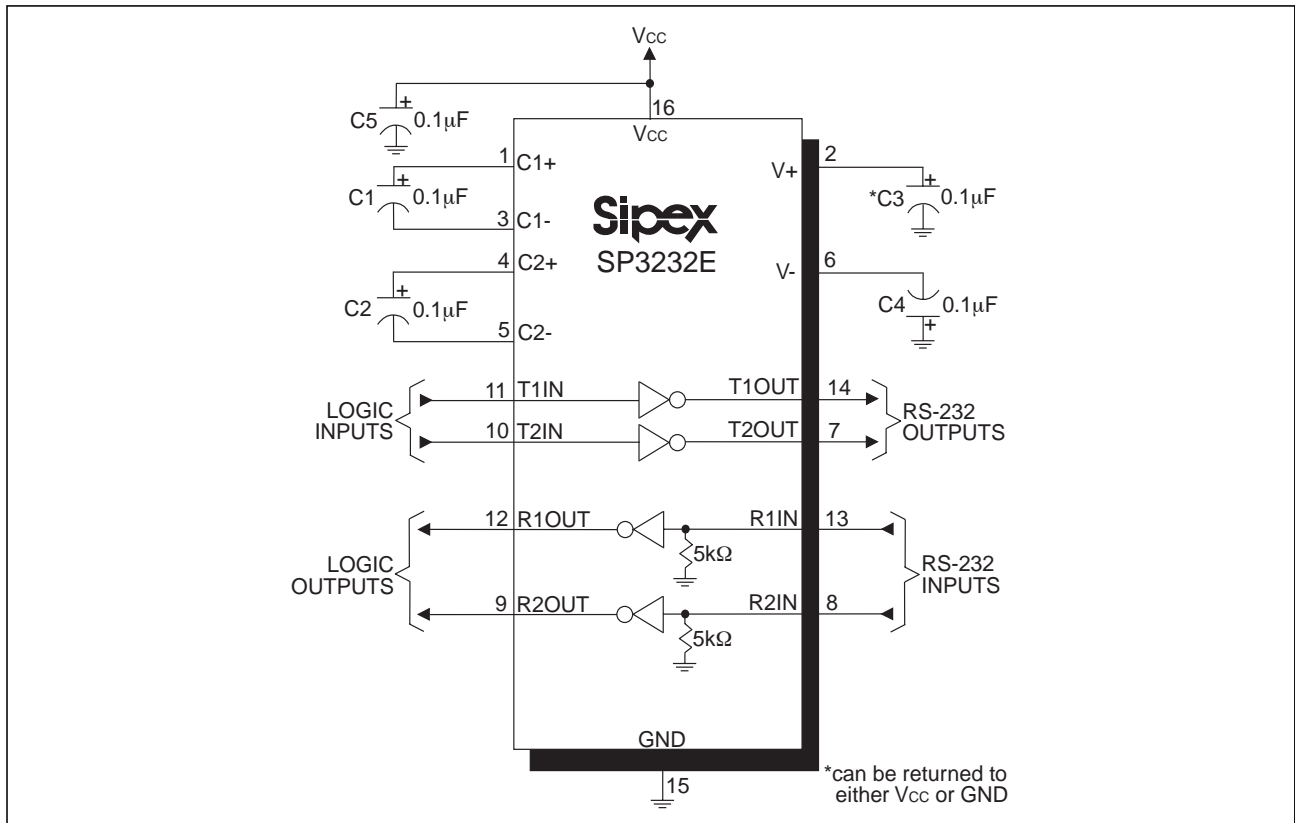 Vcc
16
Vcc
C5
+
0.1μF
1
C1+
C1
+
0.1μF
3
C1-
4
C2+
C2
+
0.1μF
5
C2-
Sipex
SP3232E
V+
2
*C3
+
0.1μF
V-
6
C4
0.1μF
+
LOGIC
INPUTS
11
T1IN
T1OUT
14
10
T2IN
T2OUT
7
RS-232
OUTPUTS
LOGIC
OUTPUTS
12
R1OUT
R1IN
13
5kΩ
9
R2OUT
R2IN
8
5kΩ
RS-232
INPUTS
GND
15
*can be returned to
either Vcc or GND